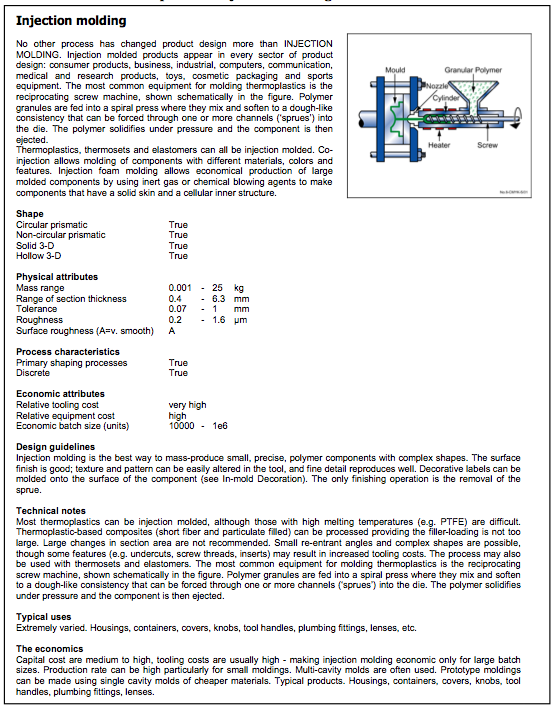 Injection molding
No other process has changed product design more than INJECTION
MOLDING. Injection molded products appear in every sector of product
design: consumer products, business, industrial, computers, communication,
medical and research products, toys, cosmetic packaging and sports
equipment. The most common equipment for molding thermoplastics is the
reciprocating screw machine, shown schematically in the figure. Polymer
granules are fed into a spiral press where they mix and soften to a dough-like
consistency that can be forced through one or more channels ('sprues') into
the die. The polymer solidifies under pressure and the component is then
ejected.
Thermoplastics, thermosets and elastomers can all be injection molded. Co-
injection allows molding of components with different materials, colors and
features. Injection foam molding allows economical production of large
molded components by using inert gas or chemical blowing agents to make
components that have a solid skin and a cellular inner structure.
Mould
Granular Polymer
Nozzle
Cylinder
Heater
Screw
Shape
Circular prismatic True
Non-circular prismatic True
Solid 3-D True
Hollow 3-D True
Physical attributes
Mass range 0.001 - 25 kg
Range of section thickness 0.4 - 6.3 mm
Tolerance 0.07 - 1 mm
Roughness 0.2 - 1.6 µm
Surface roughness (A=v. smooth) A
Process characteristics
Primary shaping processes True
Discrete True
Economic attributes
Relative tooling cost very high
Relative equipment cost high
Economic batch size (units) 10000 - 1e6
Design guidelines
Injection molding is the best way to mass-produce small, precise, polymer components with complex shapes. The surface
finish is good; texture and pattern can be easily altered in the tool, and fine detail reproduces well. Decorative labels can be
molded onto the surface of the component (see In-mold Decoration). The only finishing operation is the removal of the
sprue.
Technical notes
Most thermoplastics can be injection molded, although those with high melting temperatures (e.g. PTFE) are difficult.
Thermoplastic-based composites (short fiber and particulate filled) can be processed providing the filler-loading is not too
large. Large changes in section area are not recommended. Small re-entrant angles and complex shapes are possible,
though some features (e.g. undercuts, screw threads, inserts) may result in increased tooling costs. The process may also
be used with thermosets and elastomers. The most common equipment for molding thermoplastics is the reciprocating
screw machine, shown schematically in the figure. Polymer granules are fed into a spiral press where they mix and soften
to a dough-like consistency that can be forced through one or more channels ('sprues') into the die. The polymer solidifies
under pressure and the component is then ejected.
Typical uses
Extremely varied. Housings, containers, covers, knobs, tool handles, plumbing fittings, lenses, etc.
The economics
Capital cost are medium to high, tooling costs are usually high - making injection molding economic only for large batch
sizes. Production rate can be high particularly for small moldings. Multi-cavity molds are often used. Prototype moldings
can be made using single cavity molds of cheaper materials. Typical products. Housings, containers, covers, knobs, tool
handles, plumbing fittings, lenses.